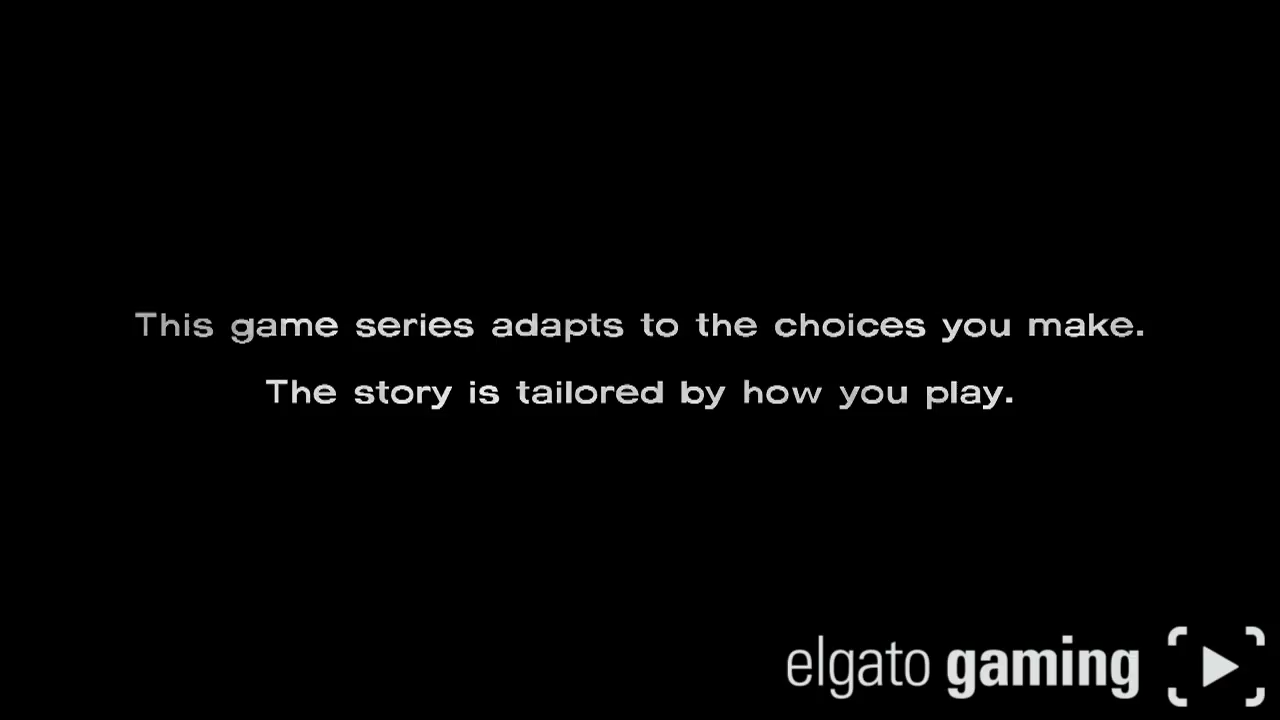 This game series adapts to the choices you make.
The story is tailored by how you play.
elgato gaming